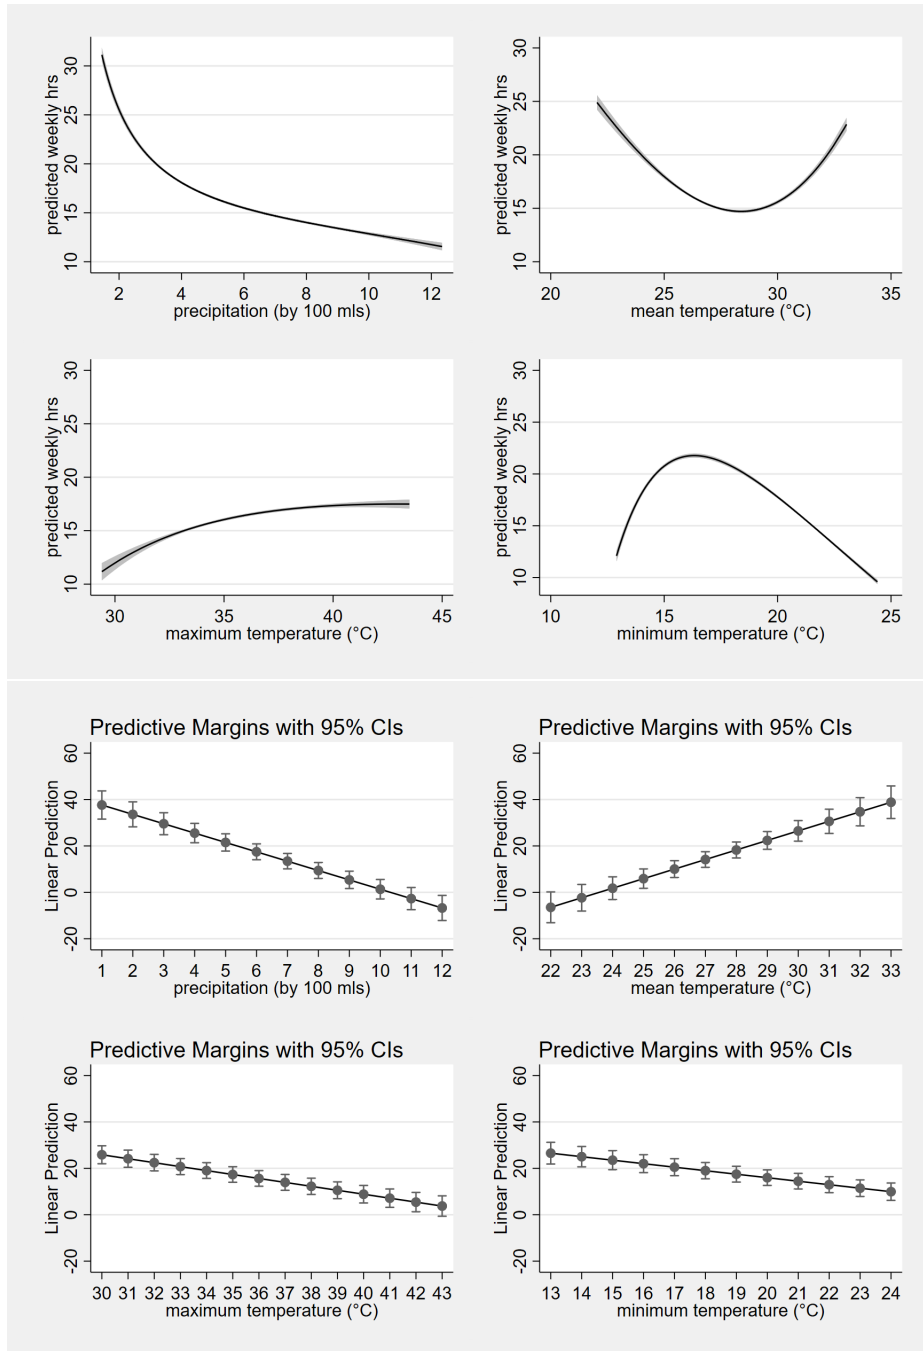 predicted weekly hrs
30
25
20
15
10
2 4 6 8 10 12
precipitation (by 100 mls)
predicted weekly hrs
30
25
20
15
10
20 25 30 35
mean temperature (°C)
predicted weekly hrs
30
25
20
15
10
30 35 40 45
maximum temperature (°C)
predicted weekly hrs
30
25
20
15
10
10 15 20 25
minimum temperature (°C)
Predictive Margins with 95% CIs
Linear Prediction
60
40
20
0
-20
1 2 3 4 5 6 7 8 9 10 11 12
precipitation (by 100 mls)
Predictive Margins with 95% CIs
Linear Prediction
60
40
20
0
-20
22 23 24 25 26 27 28 29 30 31 32 33
mean temperature (°C)
Predictive Margins with 95% CIs
Linear Prediction
60
40
20
0
-20
30 31 32 33 34 35 36 37 38 39 40 41 42 43
maximum temperature (°C)
Predictive Margins with 95% CIs
Linear Prediction
60
40
20
0
-20
13 14 15 16 17 18 19 20 21 22 23 24
minimum temperature (°C)